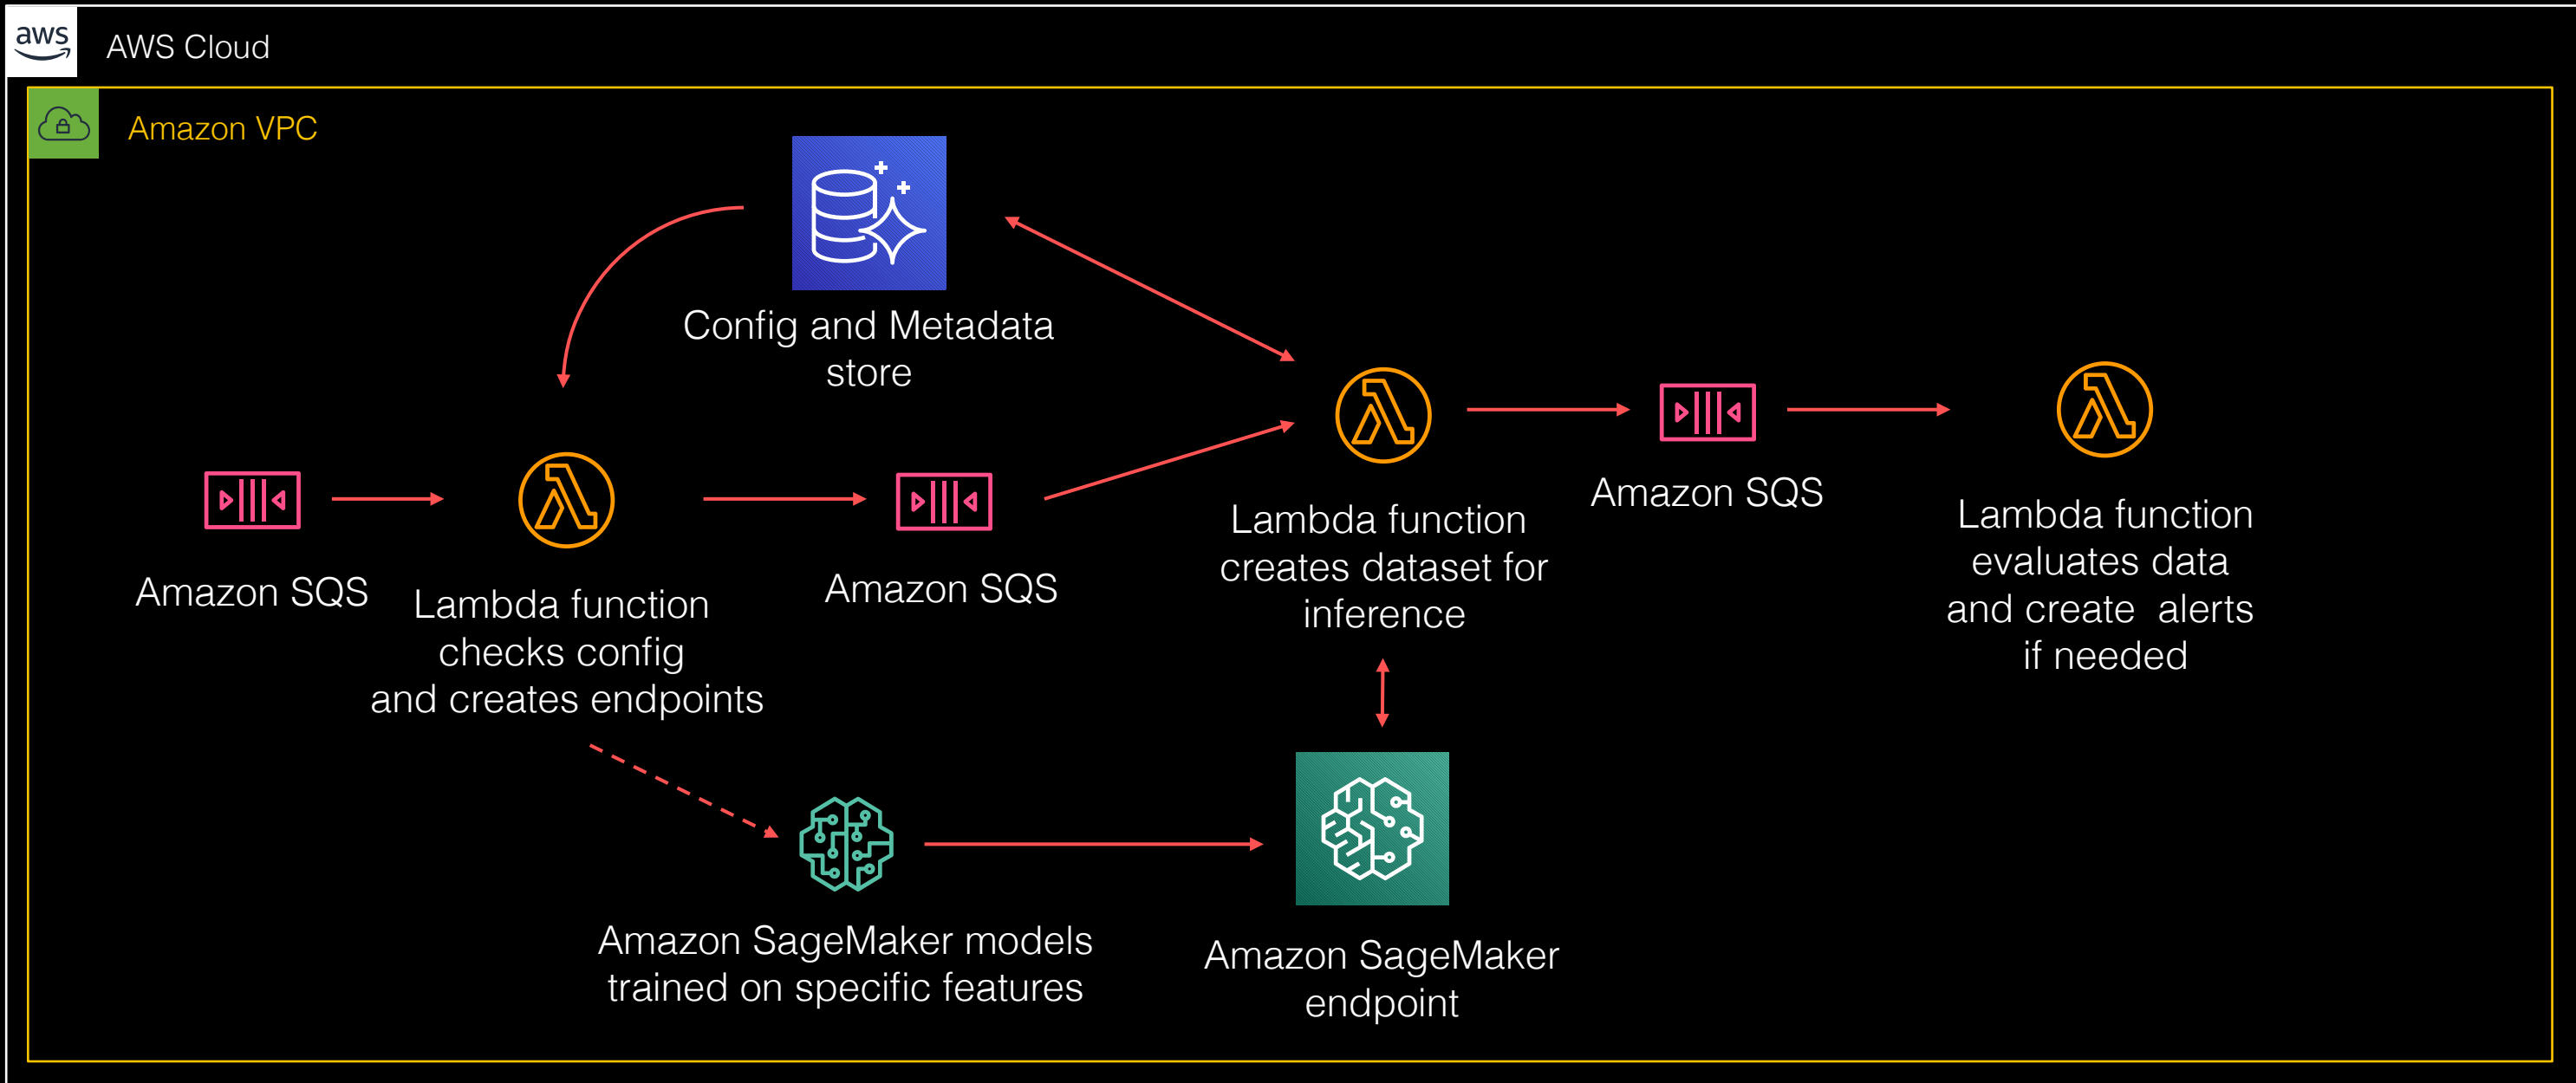 aws
AWS Cloud
Amazon VPC
Config and Metadata
store
Amazon SQS
Lambda function
checks config
and creates endpoints
Amazon SQS
Lambda function
creates dataset for
inference
Amazon SQS
Lambda function
evaluates data
and create  alerts
if needed
Amazon SageMaker models
trained on specific features
Amazon SageMaker
endpoint